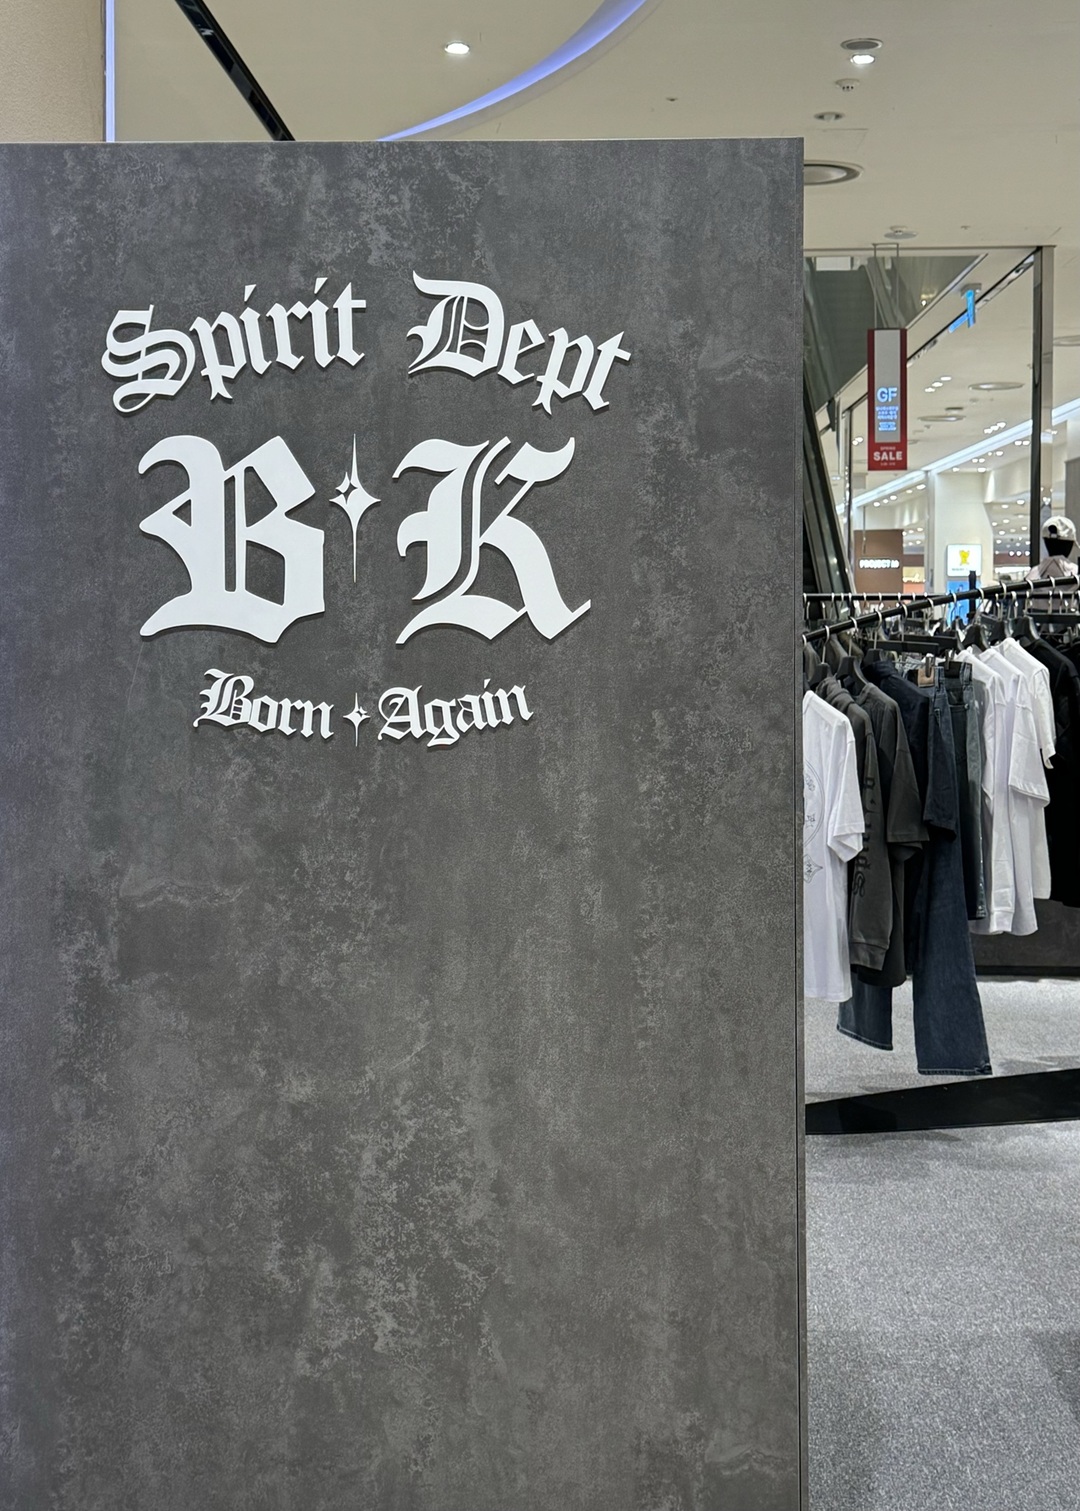 Spirit Dept
B K
Born Again
GF
SALE